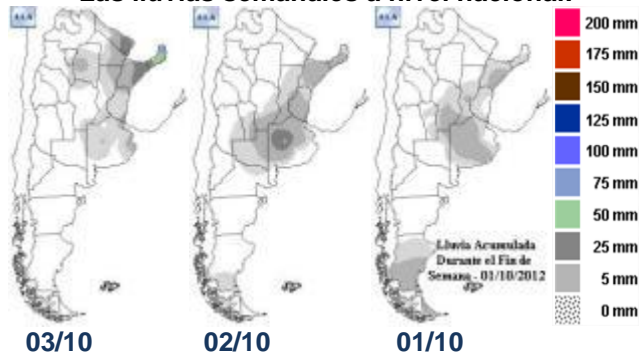 Las lluvias semanales a nivel nacional:
200 mm
175 mm
150 mm
125 mm
100 mm
75 mm
50 mm
25 mm
5 mm
0 mm
Lluvia Acumulada
Durante el Fin de
Semana - 01/10/2012
03/10
02/10
01/10